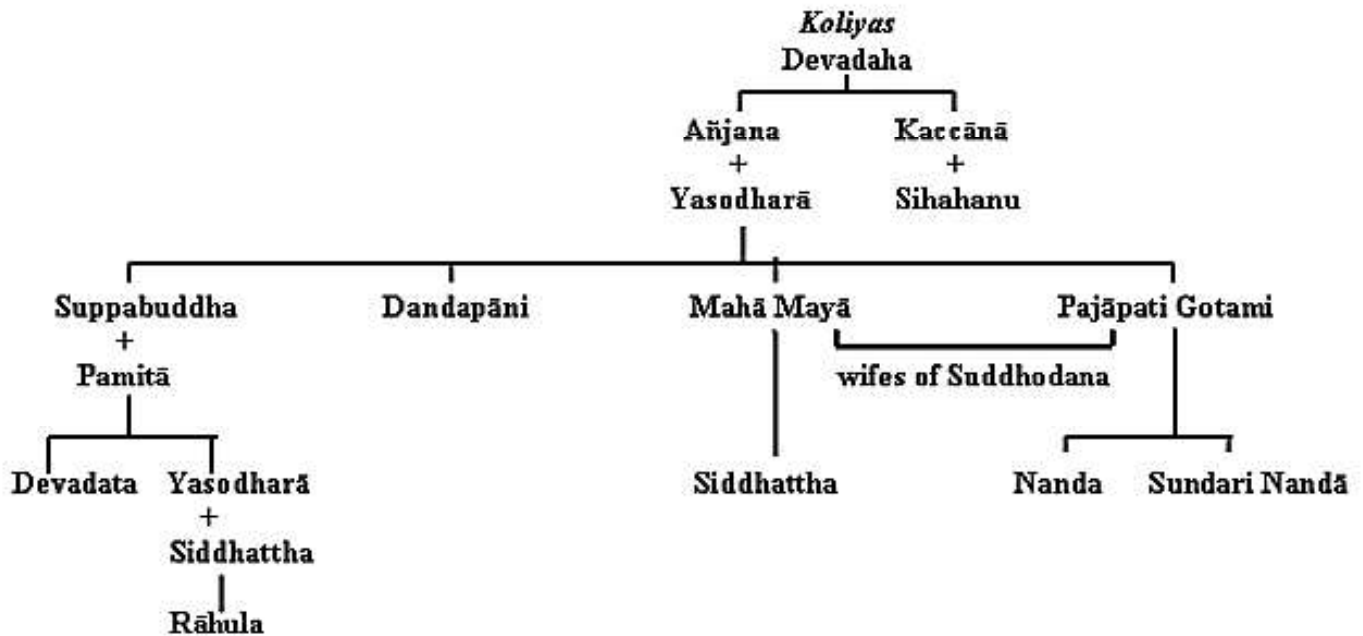 Koliyas
Devadaha
Añjana Kaccānā
+ +
Yasodharā Sihahanu
Suppabuddha Dandapāni Mahā Mayā Pajāpati Gotami
+
Pamitā wifes of Suddhodana
Devadata Yasodharā Siddhattha Nanda Sundari Nandā
+
Siddhattha
Rāhula